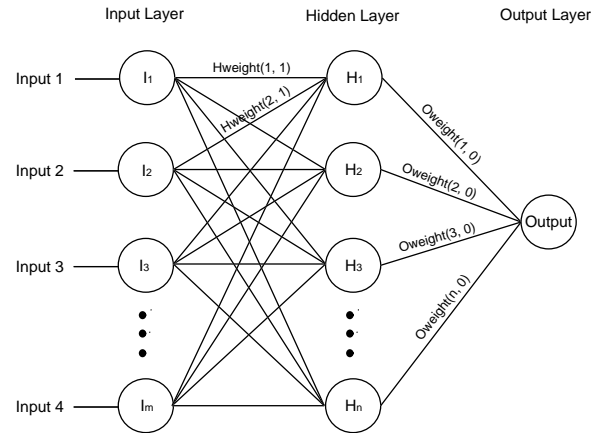 Input Layer
Hidden Layer
Output Layer
Input 1
I1
Hweight(1, 1)
H1
Hweight(2, 1)
Oweight(1, 0)
Input 2
I2
H2
Oweight(2, 0)
Output
Oweight(3, 0)
Input 3
I3
H3
Oweight(n, 0)
Input 4
Im
Hn